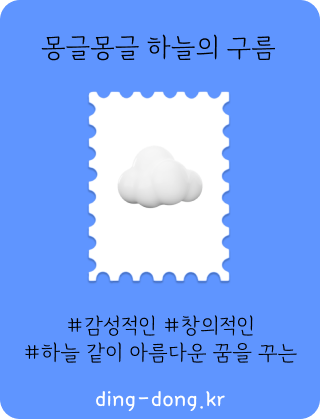 몽글몽글 하늘의 구름
#감성적인 #창의적인
#하늘 같이 아름다운 꿈을 꾸는
ding-dong.kr